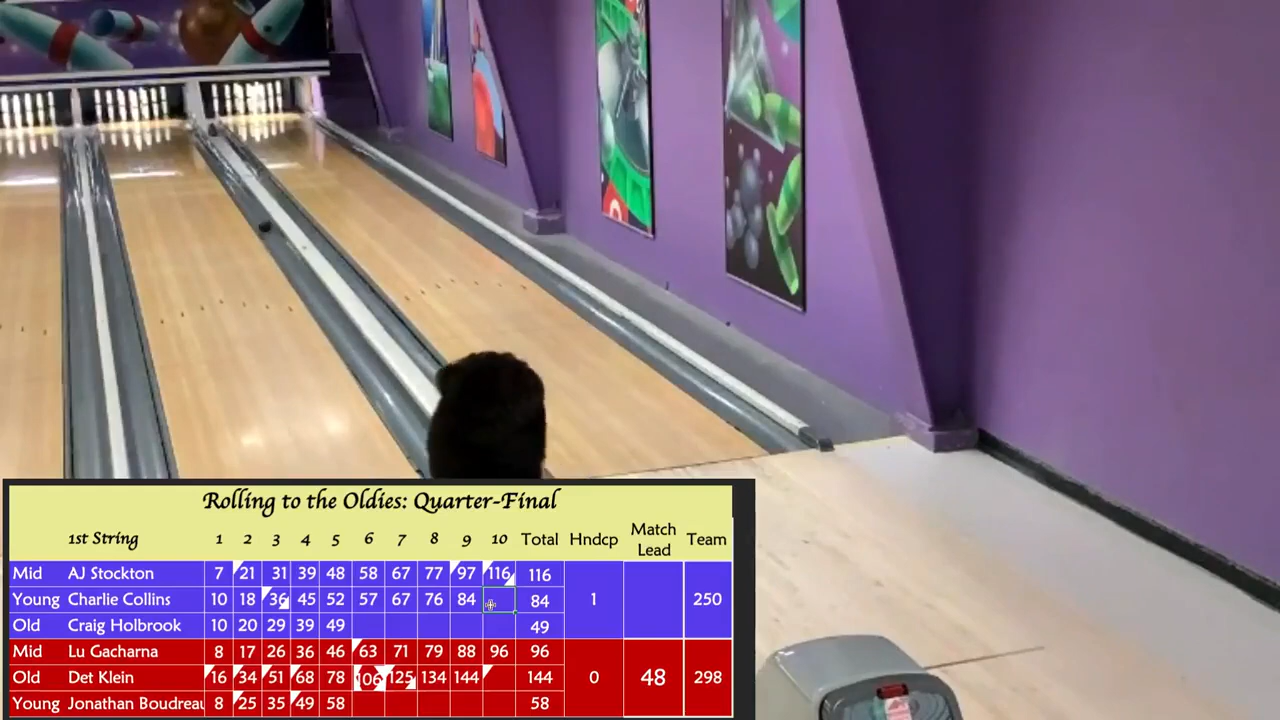 Rolling to the Oldies: Quarter-Final
1st String 1 2 3 4 5 6 7 8 9 10 Total Hndcp Match Lead Team
Mid AJ Stockton 7 21 31 39 48 58 67 77 97 116 116
Young Charlie Collins 10 18 36 45 52 57 67 76 84 84 1 250
Old Craig Holbrook 10 20 29 39 49 49
Mid Lu Gacharna 8 17 26 36 46 63 71 79 88 96 96
Old Det Klein 16 34 51 68 78 106 125 134 144 144 0 48 298
Young Jonathan Boudreau 8 25 35 49 58 58